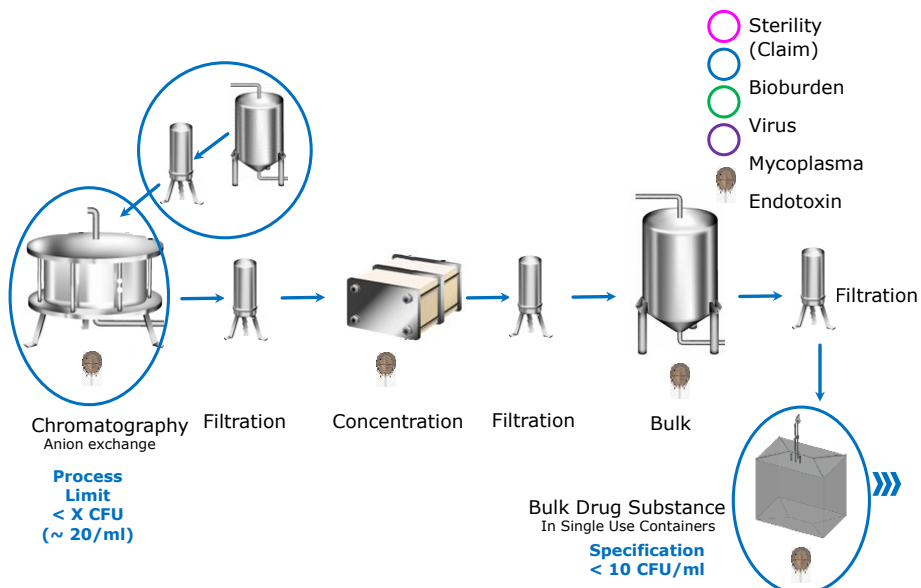 Sterility
(Claim)
Bioburden
Virus
Mycoplasma
Endotoxin
Filtration
Chromatography
Anion exchange
Filtration
Concentration
Filtration
Bulk
Process
Limit
< X CFU
(~ 20/ml)
Bulk Drug Substance
In Single Use Containers
Specification
< 10 CFU/ml